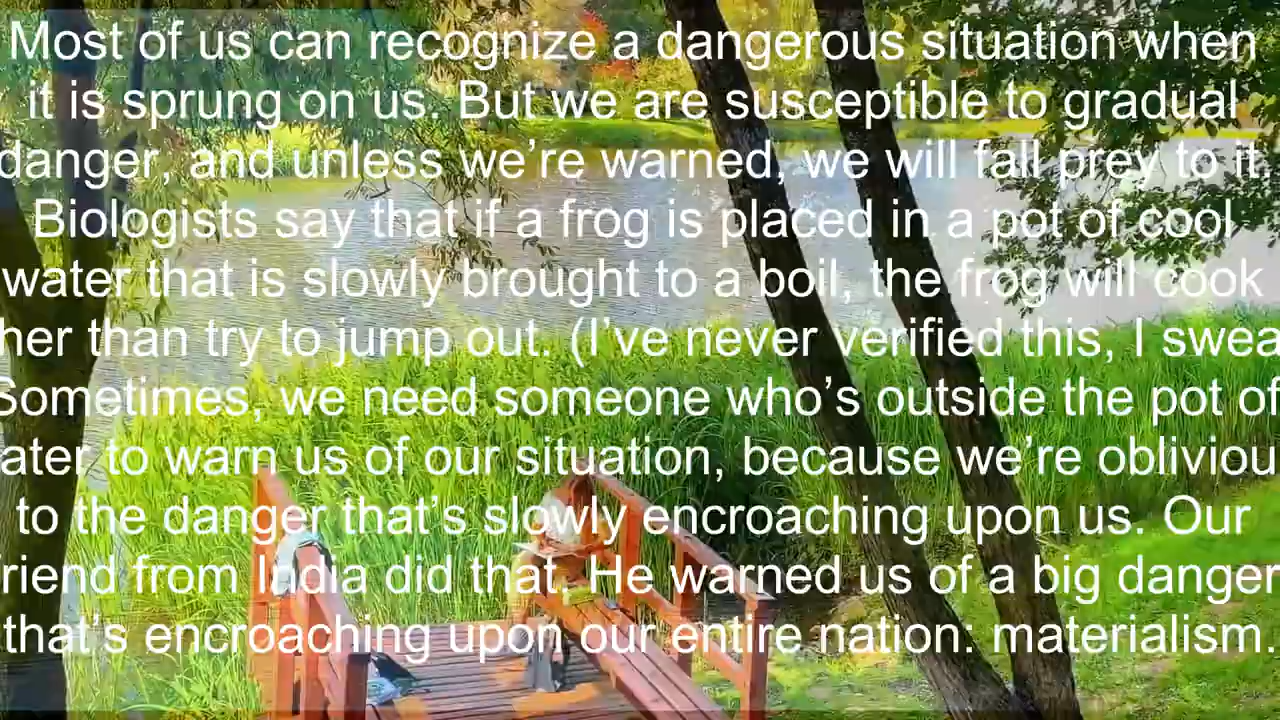 Most of us can recognize a dangerous situation when
it is sprung on us. But we are susceptible to gradual
danger, and unless we’re warned, we will fall prey to it.
Biologists say that if a frog is placed in a pot of cool
water that is slowly brought to a boil, the frog will cook
her than try to jump out. (I’ve never verified this, I swea
Sometimes, we need someone who’s outside the pot of
ater to warn us of our situation, because we’re obliviou
to the danger that’s slowly encroaching upon us. Our
riend from India did that. He warned us of a big danger
that’s encroaching upon our entire nation: materialism.